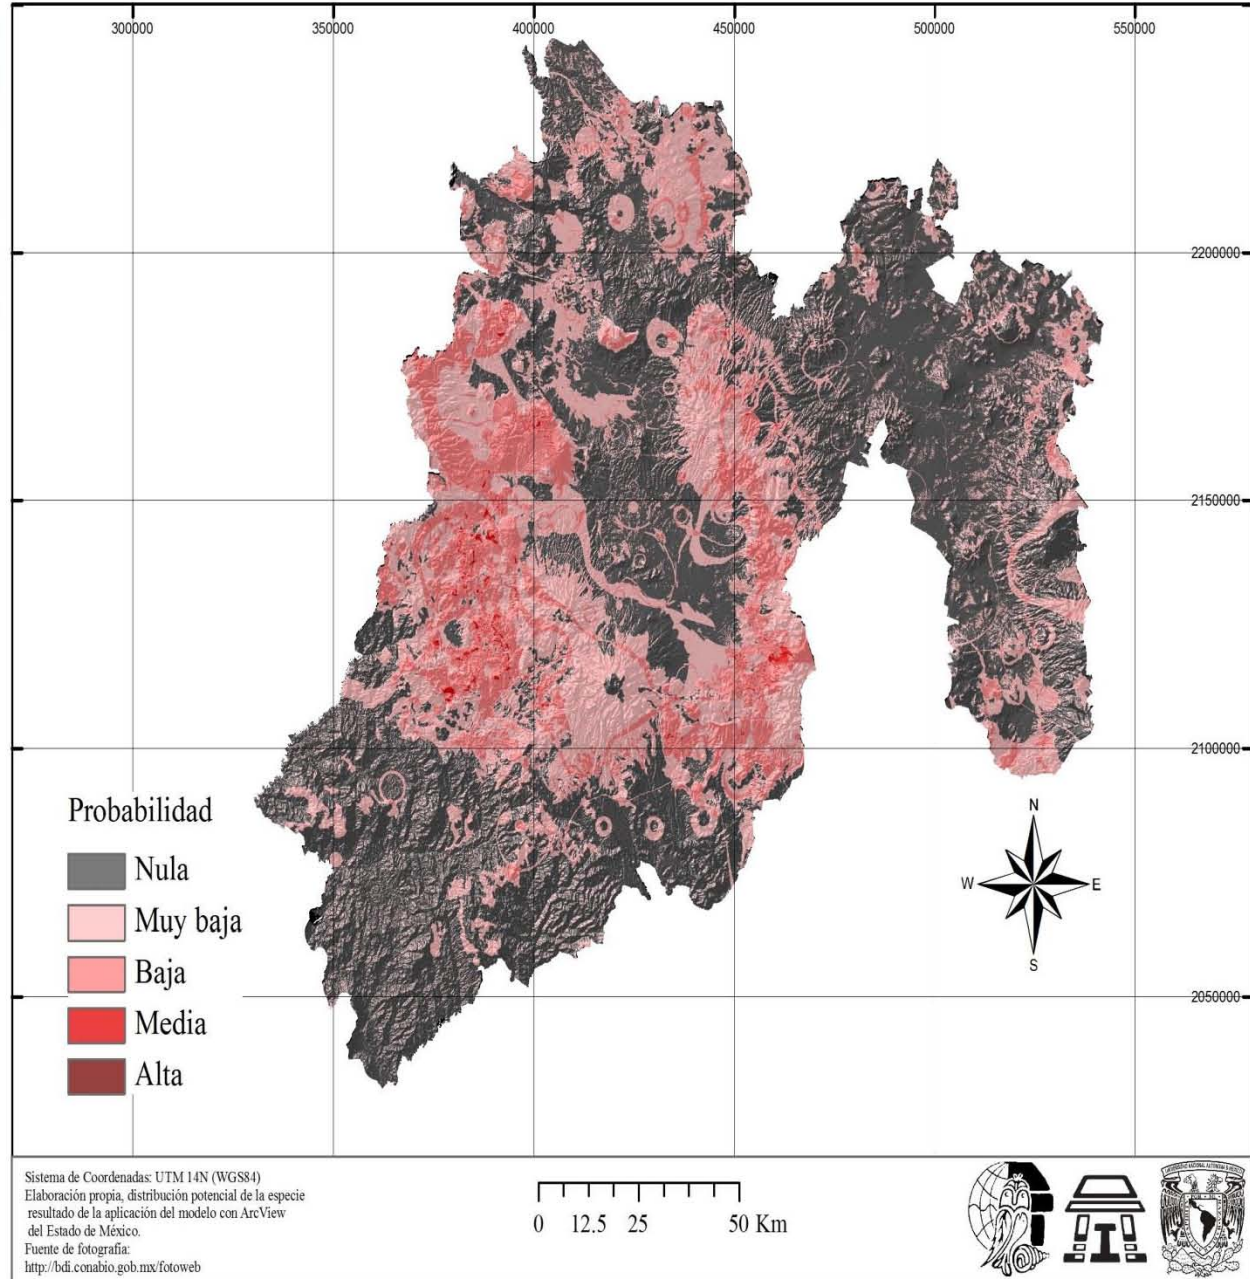 300000 350000 400000 450000 500000 550000
2200000
2150000
2100000
2050000
Probabilidad
Nula
Muy baja
Baja
Media
Alta
N
W E
S
Sistema de Coordenadas: UTM 14N (WGS84)
Elaboración propia, distribución potencial de la especie
resultado de la aplicación del modelo con ArcView
del Estado de México.
Fuente de fotografía:
http://bdi.conabio.gob.mx/fotoweb
0 12.5 25 50 Km